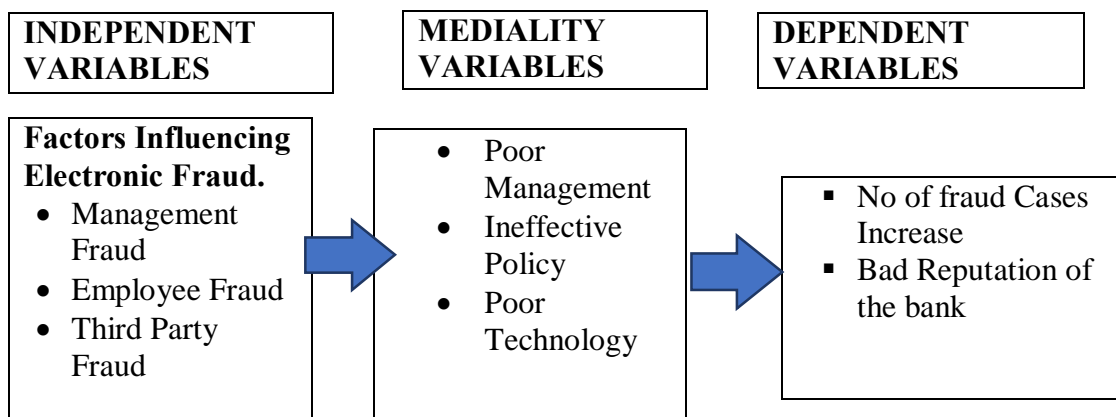 INDEPENDENT
VARIABLES
MEDIALITY
VARIABLES
DEPENDENT
VARIABLES
Factors Influencing
Electronic Fraud.
• Management
Fraud
• Employee Fraud
• Third Party
Fraud
• Poor
Management
• Ineffective
Policy
• Poor
Technology
▪ No of fraud Cases
Increase
▪ Bad Reputation of
the bank